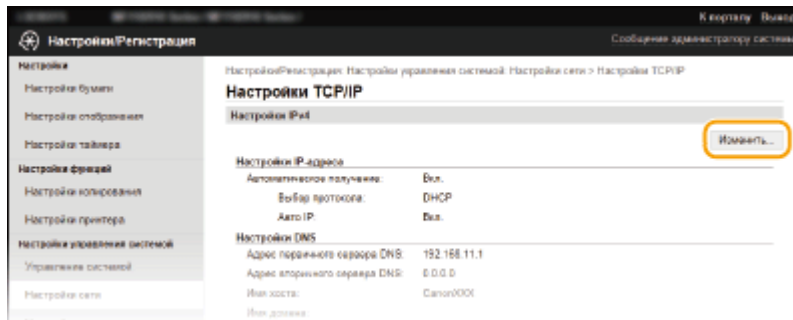 К порталу Выход
Настройки/Регистрация
Сообщение администратору системы
Настройка
Настройки бумаги
Настройки отображения
Настройки таймера
Настройки функций
Настройки копирования
Настройки принтера
Настройки управления системой
Управление системой
Настройки сети
Настройки/Регистрация: Настройки управления системой: Настройки сети > Настройки TCP/IP
Настройки TCP/IP
Настройки IPv4
Изменить...
Настройки IP-адреса
Автоматическое получение: Вкл.
Выбор протокола: DHCP
Авто IP: Вкл.
Настройки DNS
Адрес первичного сервера DNS: 192.168.11.1
Адрес вторичного сервера DNS: 0.0.0.0
Имя хоста: CanonXXX
Имя домена: